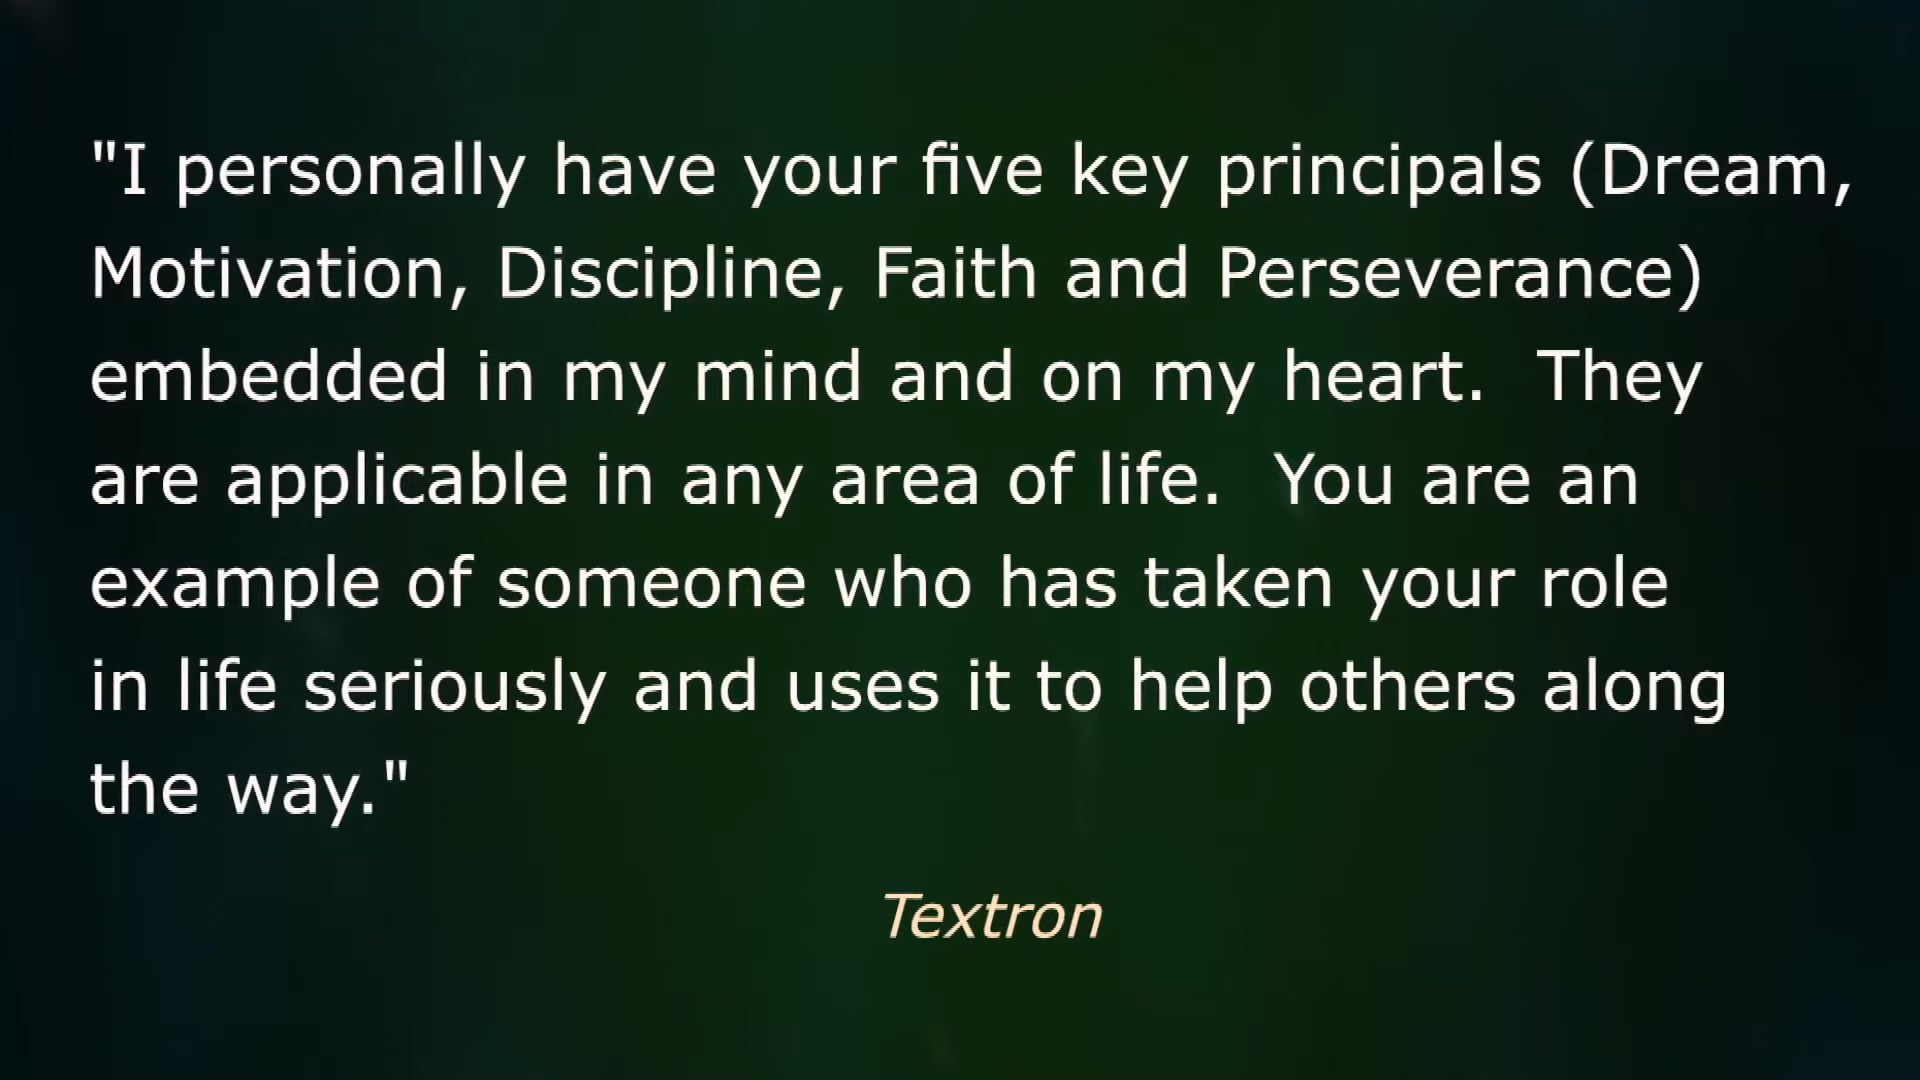 "I personally have your five key principals (Dream,
Motivation, Discipline, Faith and Perseverance)
embedded in my mind and on my heart.  They
are applicable in any area of life.  You are an
example of someone who has taken your role
in life seriously and uses it to help others along
the way."
Textron